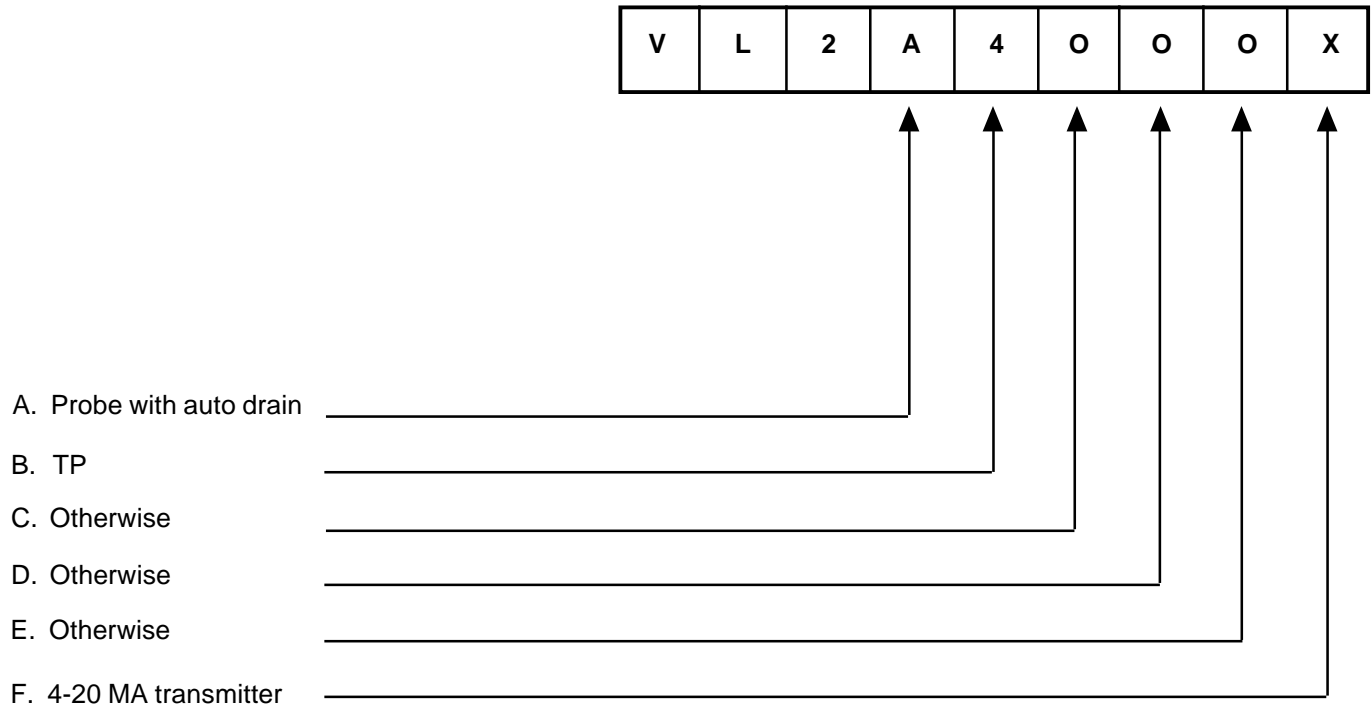 V L 2 A 4 O O O X
A. Probe with auto drain
B. TP
C. Otherwise
D. Otherwise
E. Otherwise
F. 4-20 MA transmitter